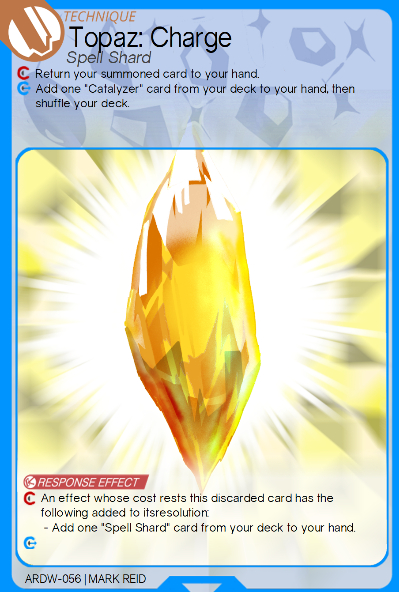 TECHNIQUE
Topaz: Charge
Spell Shard
Return your summoned card to your hand.
Add one "Catalyzer" card from your deck to your hand, then
shuffle your deck.
RESPONSE EFFECT
An effect whose cost rests this discarded card has the
following added to itsresolution:
- Add one "Spell Shard" card from your deck to your hand.
ARDW-056 | MARK REID